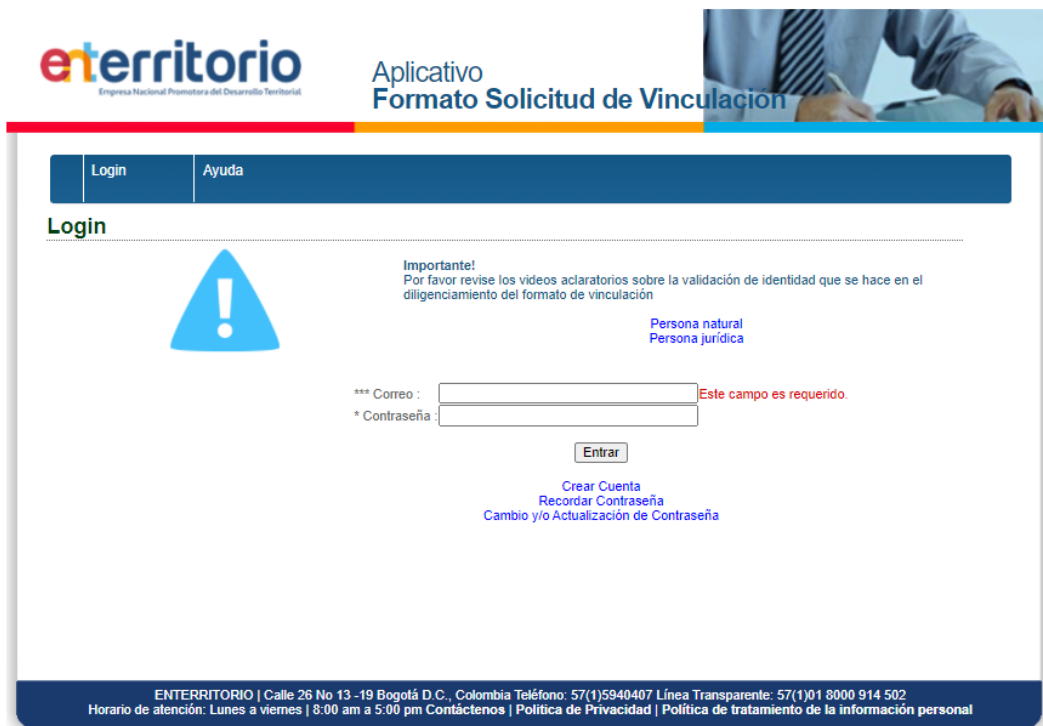 enterritorio
Empresa Nacional Promotora del Desarrollo Territorial
Aplicativo
Formato Solicitud de Vinculación
Login
Ayuda
Login
Importante!
Por favor revise los videos aclaratorios sobre la validación de identidad que se hace en el
diligenciamiento del formato de vinculación
Persona natural
Persona jurídica
*** Correo :
Este campo es requerido.
* Contraseña :
Entrar
Crear Cuenta
Recordar Contraseña
Cambio y/o Actualización de Contraseña
ENTERRITORIO | Calle 26 No 13 -19 Bogotá D.C., Colombia Teléfono: 57(1)5940407 Línea Transparente: 57(1)01 8000 914 502
Horario de atención: Lunes a viernes | 8:00 am a 5:00 pm Contáctenos | Politica de Privacidad | Política de tratamiento de la información personal